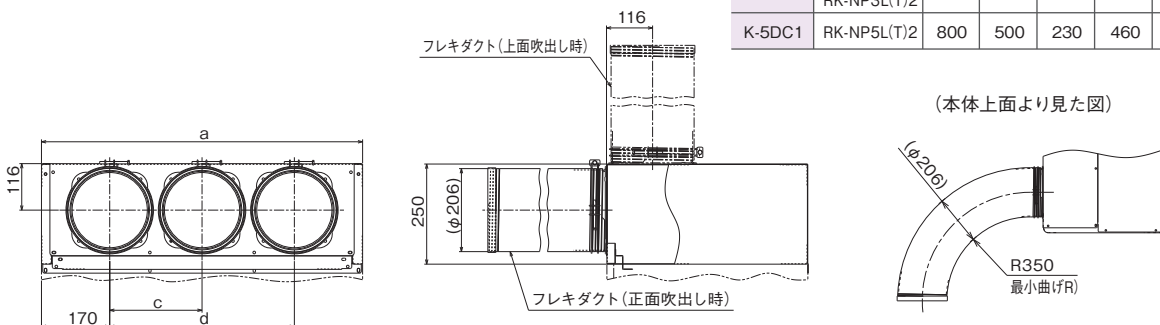 RK-NP3L(T)2
K-5DC1 RK-NP5L(T)2 800 500 230 460
116
フレキダクト(上面吹出し時)
(本体上面より見た図)
a
116
250
(φ206)
(φ206)
R350
最小曲げR)
フレキダクト(正面吹出し時)
c
170 d